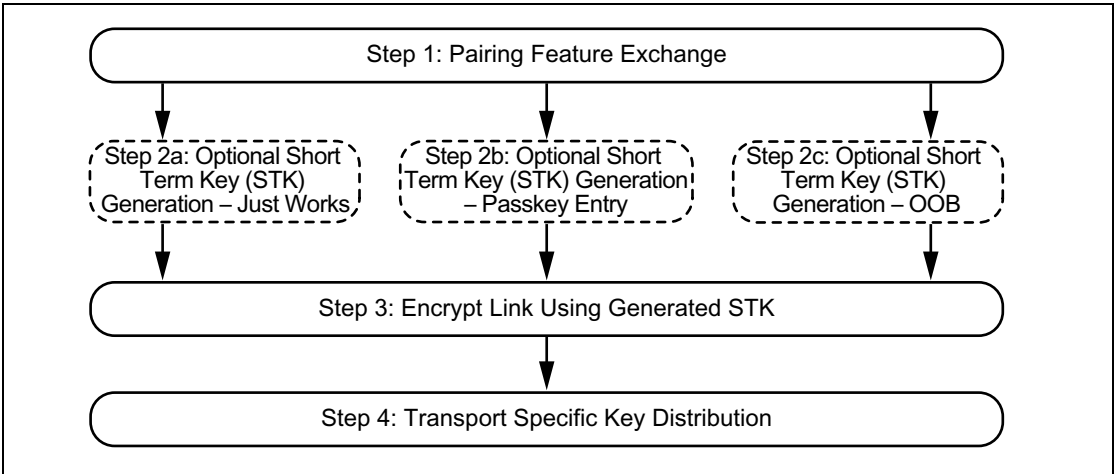 Step 1: Pairing Feature Exchange
Step 2a: Optional Short
Term Key (STK)
Generation – Just Works
Step 2b: Optional Short
Term Key (STK) Generation
– Passkey Entry
Step 2c: Optional Short
Term Key (STK)
Generation – OOB
Step 3: Encrypt Link Using Generated STK
Step 4: Transport Specific Key Distribution